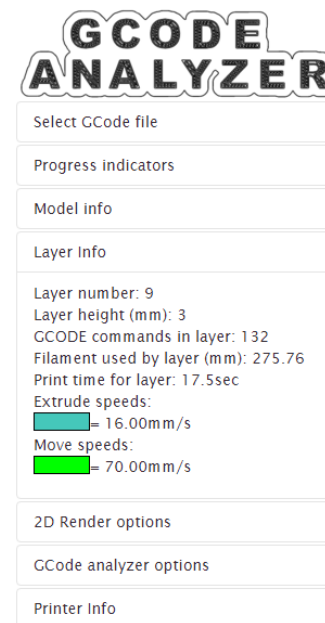 GCODE
ANALYZER
Select GCode file
Progress indicators
Model info
Layer Info
Layer number: 9
Layer height (mm): 3
GCODE commands in layer: 132
Filament used by layer (mm): 275.76
Print time for layer: 17.5sec
Extrude speeds:
= 16.00mm/s
Move speeds:
= 70.00mm/s
2D Render options
GCode analyzer options
Printer Info